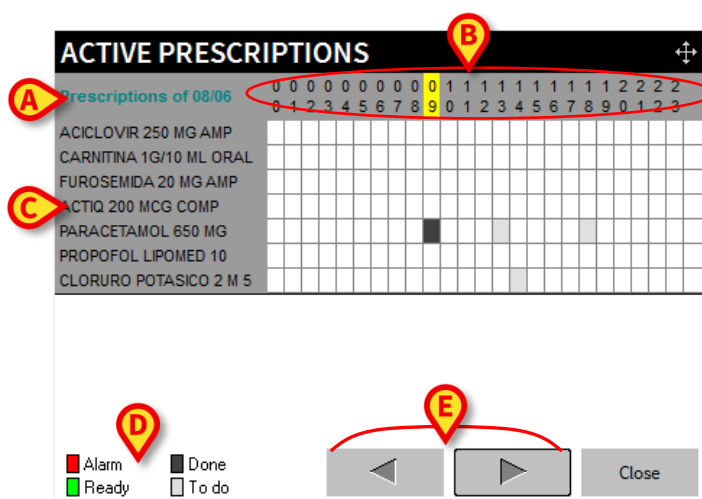 B
ACTIVE PRESCRIPTIONS
A
Prescriptions of 08/06
0 0 0 0 0 0 0 0 0 0 1 1 1 1 1 1 1 1 1 1 2 2 2 2
0 1 2 3 4 5 6 7 8 9 0 1 2 3 4 5 6 7 8 9 0 1 2 3
ACICLOVIR 250 MG AMP
CARNITINA 1G/10 ML ORAL
FUROSEMIDA 20 MG AMP
C
ACTIQ 200 MCG COMP
PARACETAMOL 650 MG
PROPOFOL LIPOMED 10
CLORURO POTASICO 2 M 5
E
D
Alarm Done
Ready To do
Close